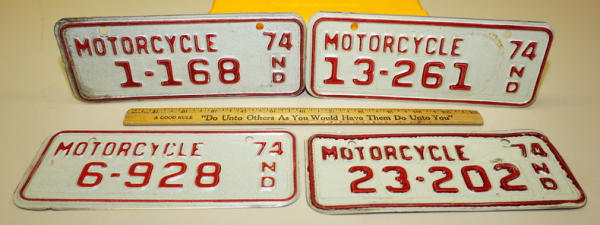 MOTORCYCLE 74 ND
1-168
MOTORCYCLE 74 ND
13-261
A GOOD RULE "Do Unto Others As You Would Have Them Do Unto You"
MOTORCYCLE 74 ND
6-928
MOTORCYCLE 74 ND
23-202